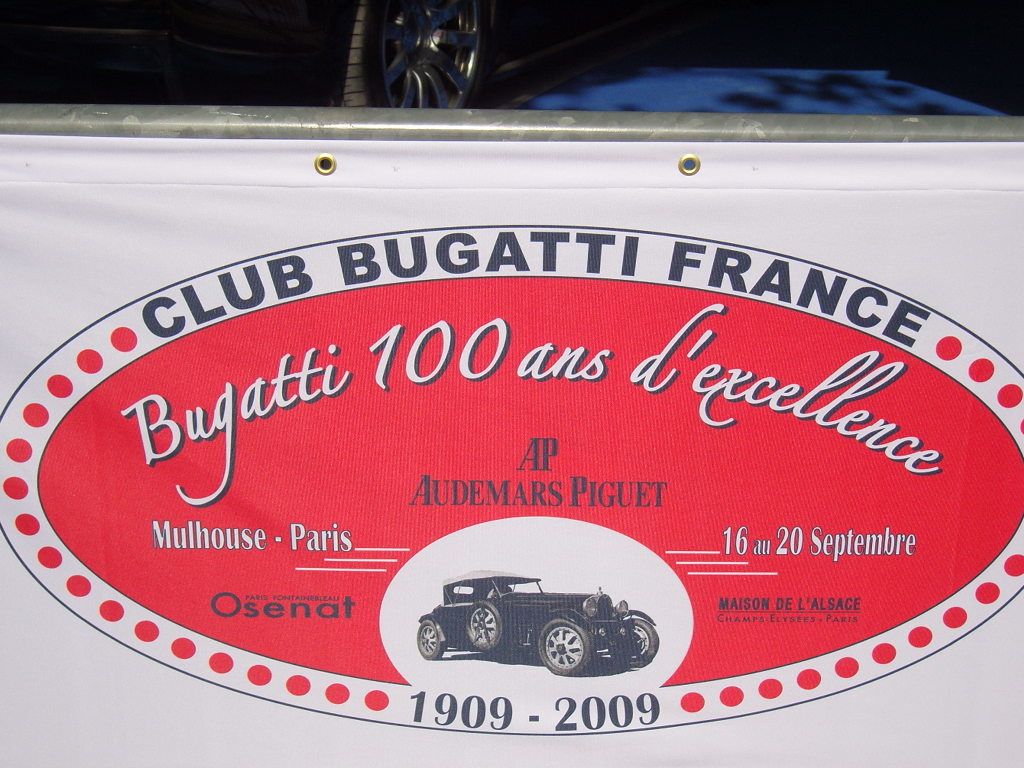 CLUB BUGATTI FRANCE
Bugatti 100 ans d'excellence
AP
AUDEMARS PIGUET
Mulhouse - Paris
16 au 20 Septembre
PARIS FONTAINEBLEAU
Osenat
MAISON DE L'ALSACE
CHAMPS-ELYSÉES - PARIS
1909 - 2009